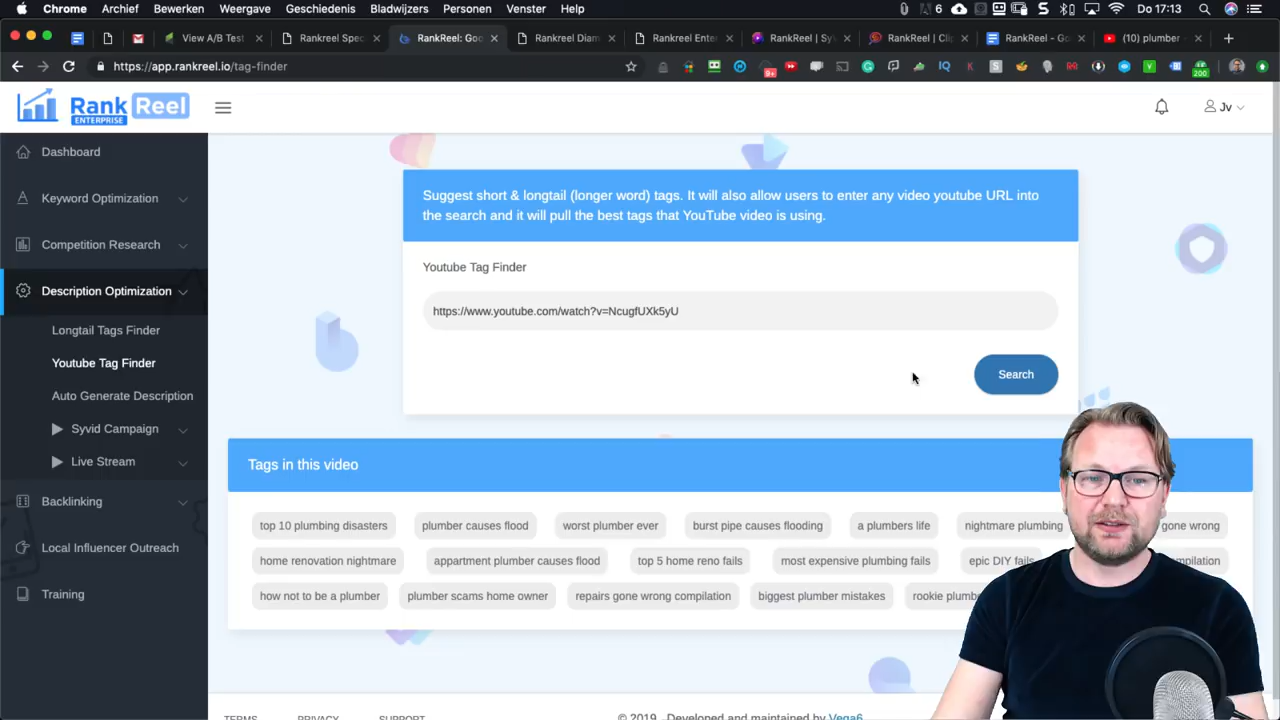 Chrome Archief Bewerken Weergave Geschiedenis Bladwijzers Personen Venster Help 6 Do 17:13
View A/B Test Rankreel Spec RankReel: Goo Rankreel Diam Rankreel Ente RankReel | Sy RankReel | Cli RankReel - Go (10) plumber -
https://app.rankreel.io/tag-finder
9+ 200
Rank Reel
ENTERPRISE
Jv
Dashboard
Keyword Optimization
Competition Research
Description Optimization
Longtail Tags Finder
Youtube Tag Finder
Auto Generate Description
Syvid Campaign
Live Stream
Backlinking
Local Influencer Outreach
Training
Suggest short & longtail (longer word) tags. It will also allow users to enter any video youtube URL into
the search and it will pull the best tags that YouTube video is using.
Youtube Tag Finder
https://www.youtube.com/watch?v=NcugfUXk5yU
Search
Tags in this video
top 10 plumbing disasters plumber causes flood worst plumber ever burst pipe causes flooding a plumbers life nightmare plumbing gone wrong
home renovation nightmare appartment plumber causes flood top 5 home reno fails most expensive plumbing fails epic DIY fails
how not to be a plumber plumber scams home owner repairs gone wrong compilation biggest plumber mistakes rookie
TERMS PRIVACY SUPPORT © 2019 Developed and maintained by Vega6